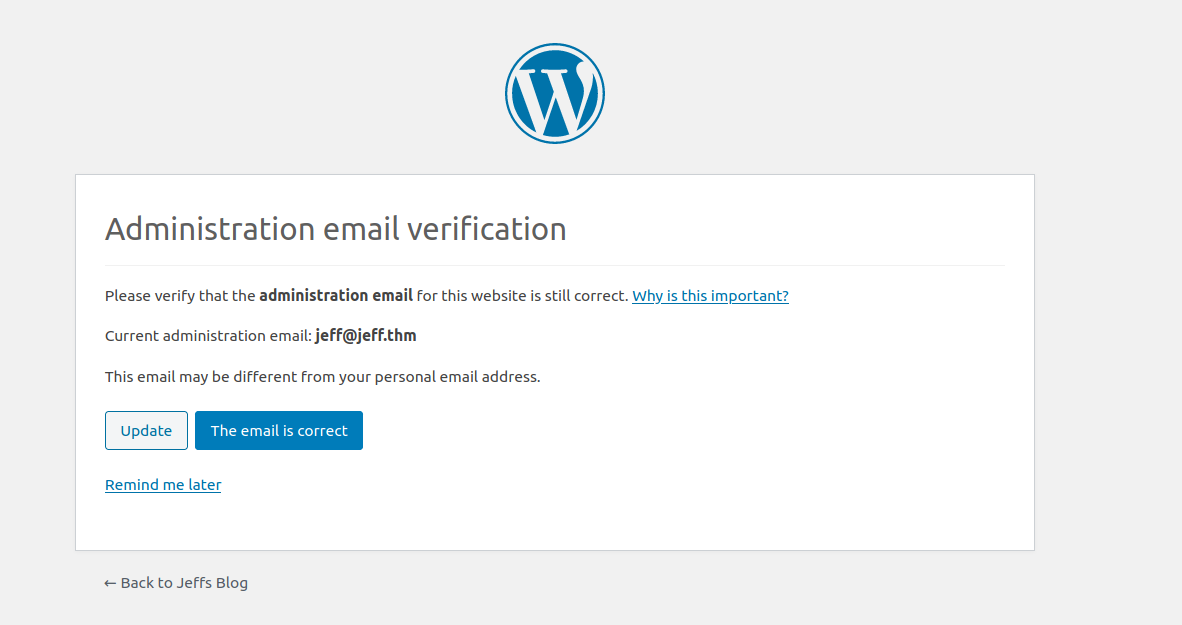 Administration email verification
Please verify that the administration email for this website is still correct. Why is this important?
Current administration email: jeff@jeff.thm
This email may be different from your personal email address.
Update The email is correct
Remind me later
← Back to Jeffs Blog